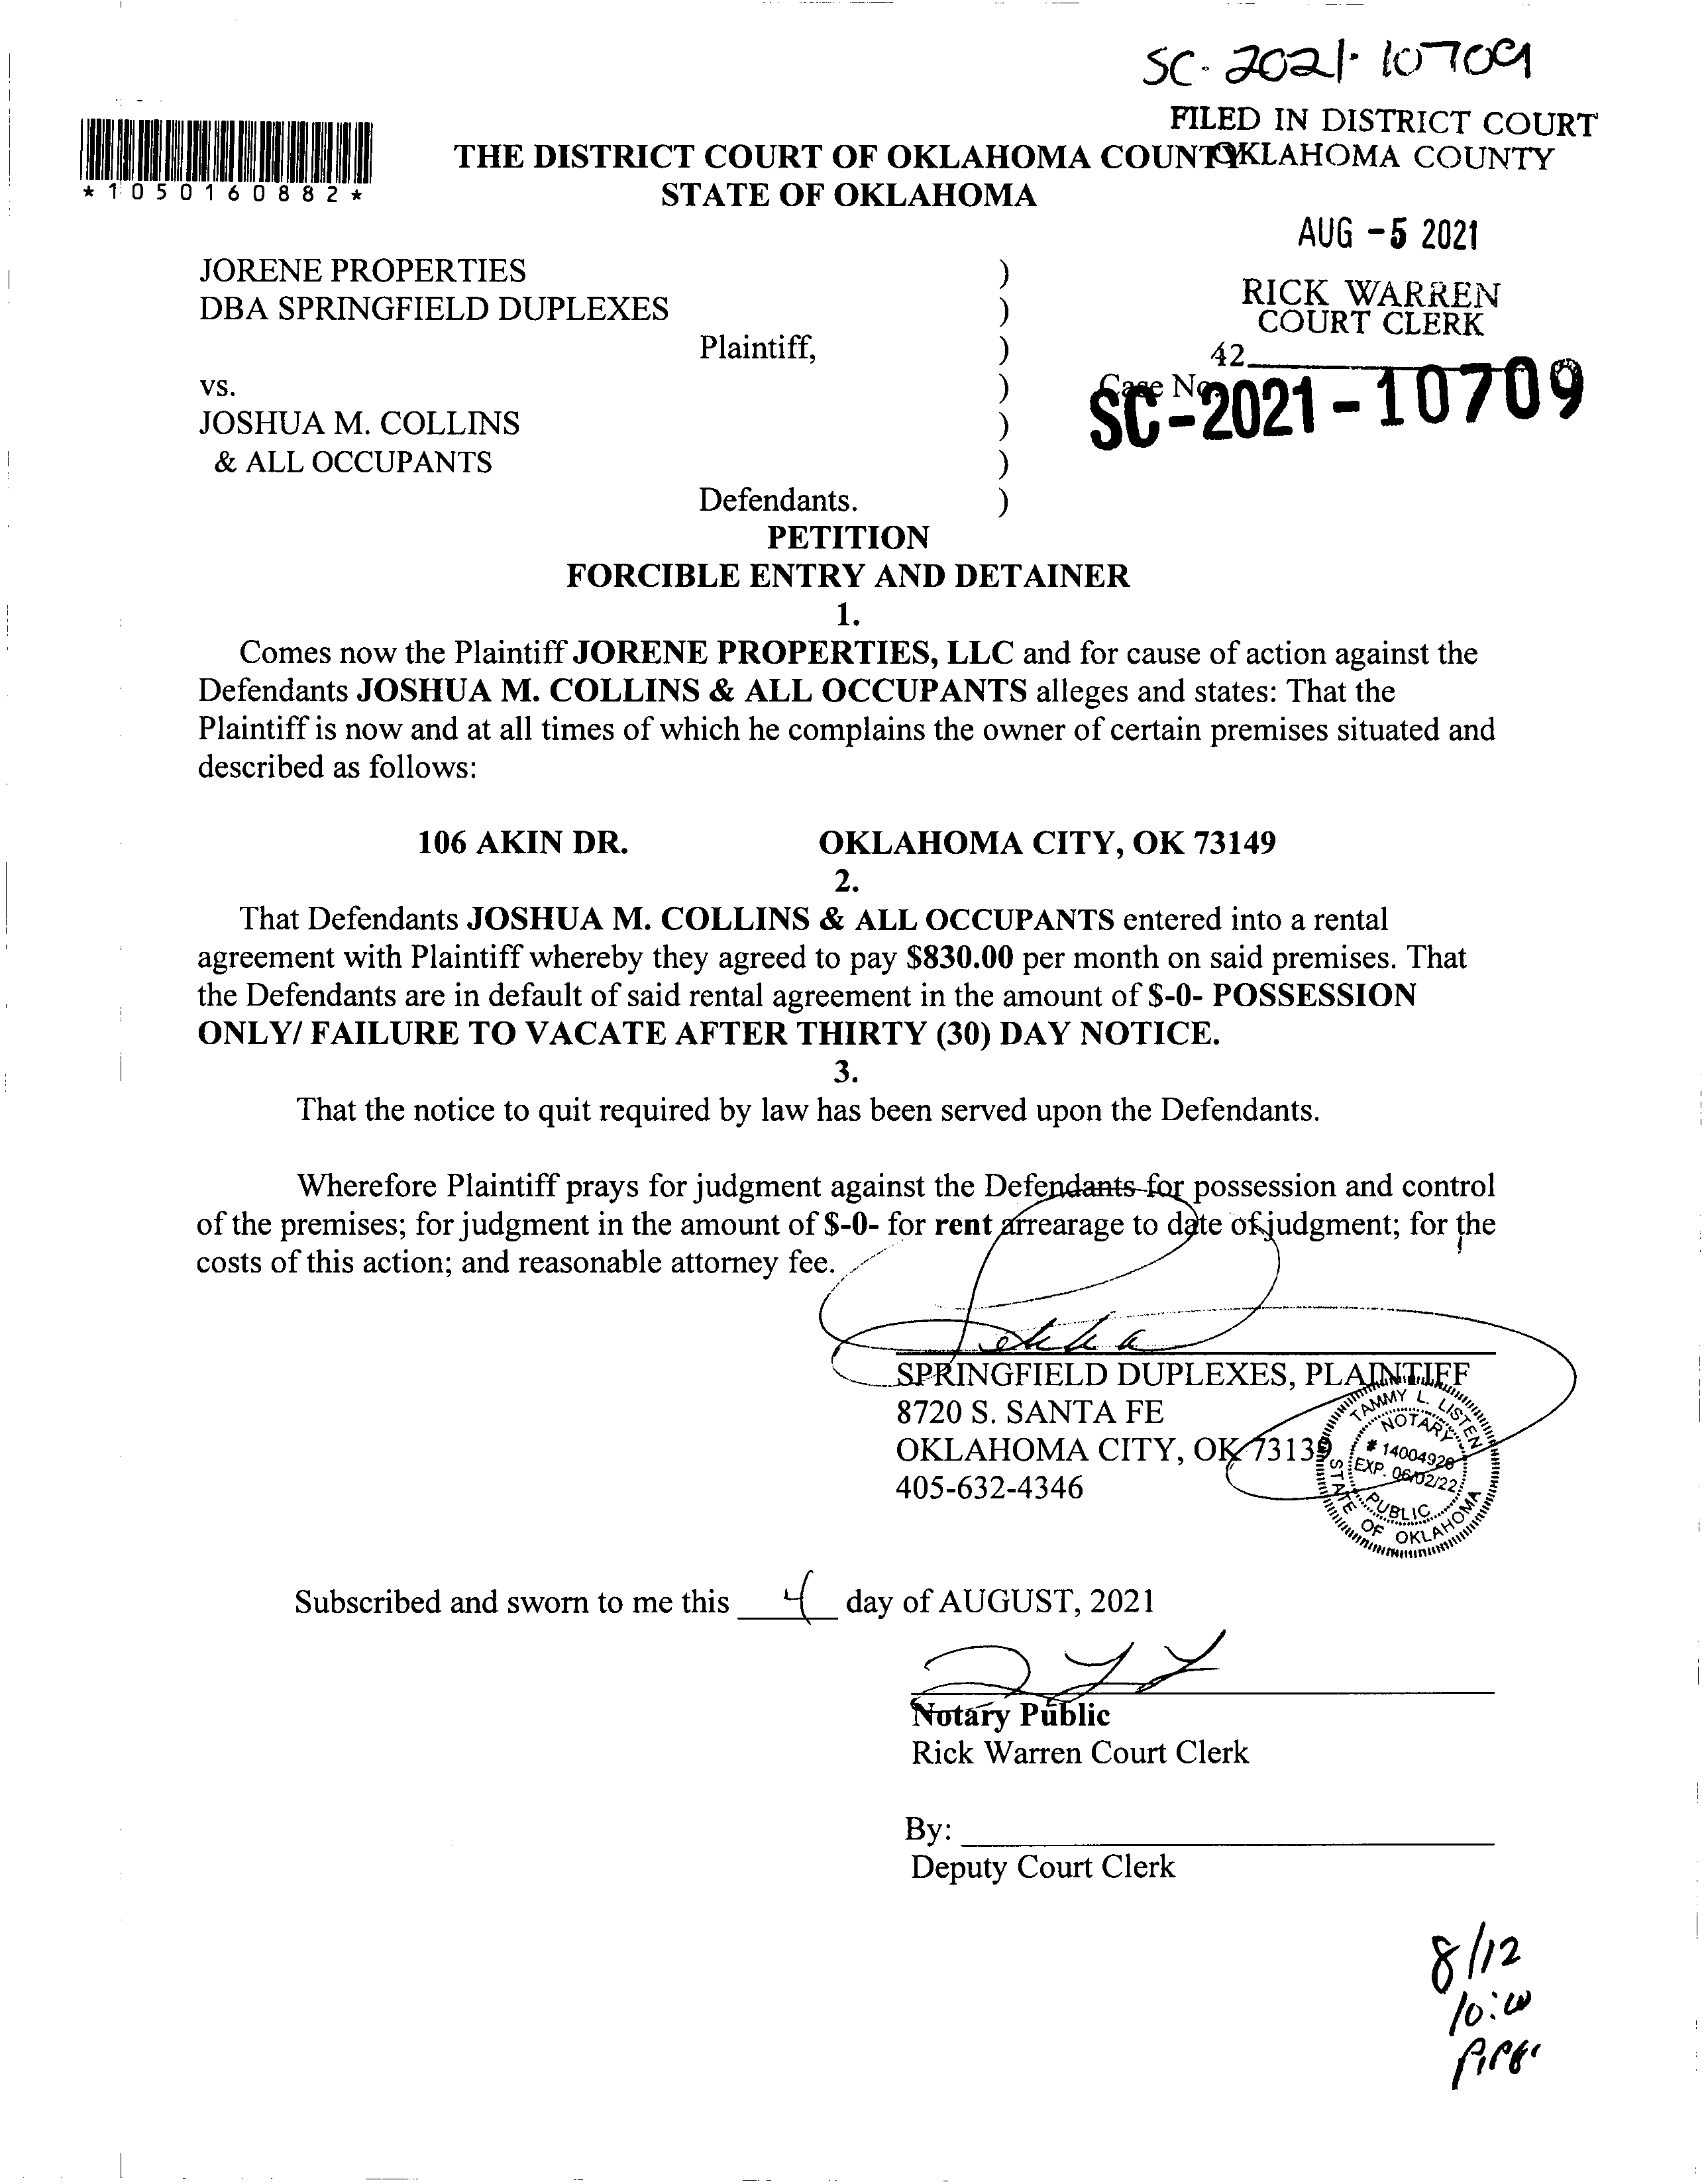 SC-2021-10709
FILED IN DISTRICT COURT
OKLAHOMA COUNTY
*1050160882*
THE DISTRICT COURT OF OKLAHOMA COUNTY
STATE OF OKLAHOMA
AUG -5 2021
RICK WARREN
COURT CLERK
42
JORENE PROPERTIES )
DBA SPRINGFIELD DUPLEXES )
Plaintiff, )
vs. ) Case No.
SC-2021-10709
JOSHUA M. COLLINS )
& ALL OCCUPANTS )
Defendants. )
PETITION
FORCIBLE ENTRY AND DETAINER
1.
Comes now the Plaintiff JORENE PROPERTIES, LLC and for cause of action against the
Defendants JOSHUA M. COLLINS & ALL OCCUPANTS alleges and states: That the
Plaintiff is now and at all times of which he complains the owner of certain premises situated and
described as follows:
106 AKIN DR. OKLAHOMA CITY, OK 73149
2.
That Defendants JOSHUA M. COLLINS & ALL OCCUPANTS entered into a rental
agreement with Plaintiff whereby they agreed to pay $830.00 per month on said premises. That
the Defendants are in default of said rental agreement in the amount of $-0- POSSESSION
ONLY/ FAILURE TO VACATE AFTER THIRTY (30) DAY NOTICE.
3.
That the notice to quit required by law has been served upon the Defendants.
Wherefore Plaintiff prays for judgment against the Defendants for possession and control
of the premises; for judgment in the amount of $-0- for rent arrearage to date of judgment; for the
costs of this action; and reasonable attorney fee.
SPRINGFIELD DUPLEXES, PLAINTIFF
8720 S. SANTA FE
OKLAHOMA CITY, OK 73139
405-632-4346
TAMMY L. LISTEN
NOTARY
# 14004926
EXP. 06/02/22
PUBLIC
STATE OF OKLAHOMA
Subscribed and sworn to me this 4 day of AUGUST, 2021
Notary Public
Rick Warren Court Clerk
By:
Deputy Court Clerk
8/12